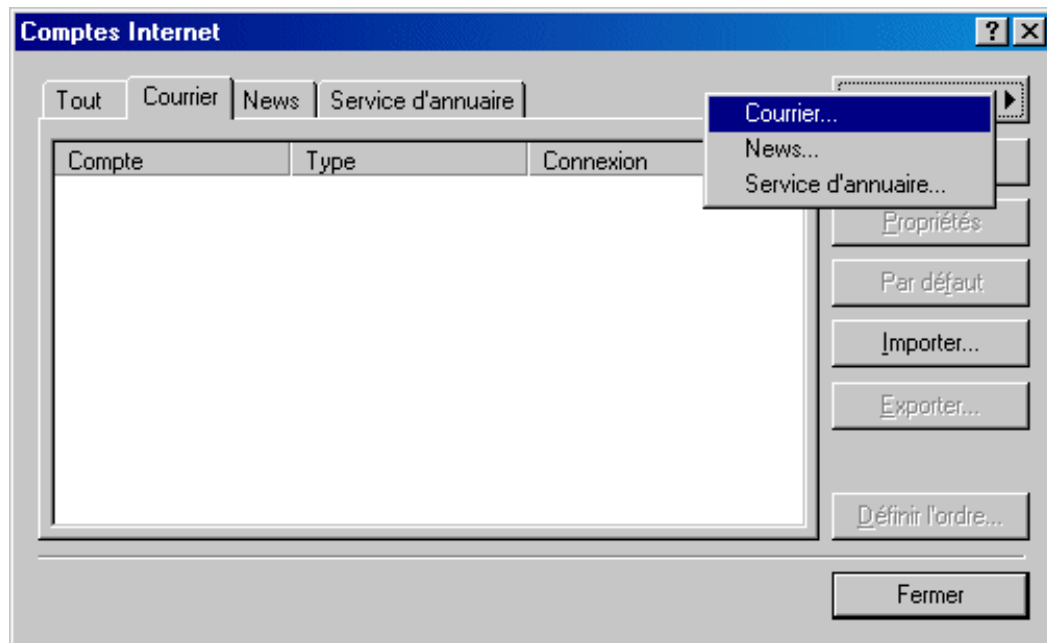 Comptes Internet
Tout
Courrier
News
Service d'annuaire
Compte
Type
Connexion
Courrier...
News...
Service d'annuaire...
Propriétés
Par défaut
Importer...
Exporter...
Définir l'ordre...
Fermer